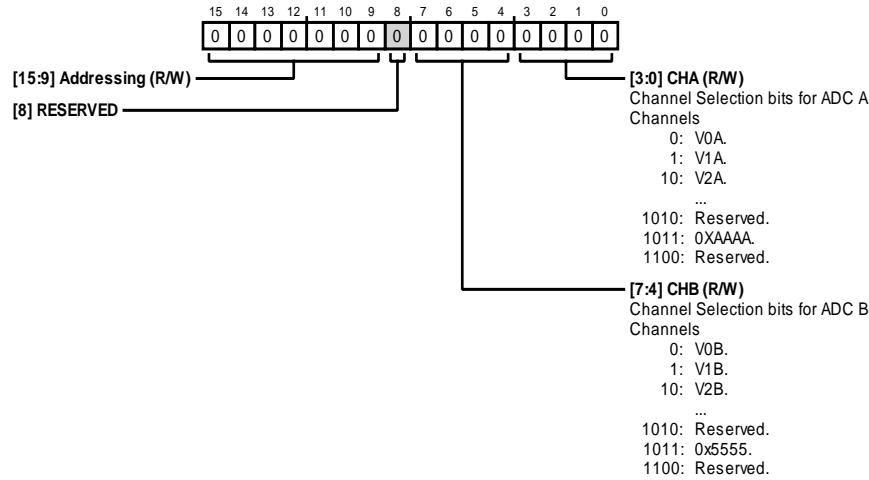 15 14 13 12 11 10 9 8 7 6 5 4 3 2 1 0
0 0 0 0 0 0 0 0 0 0 0 0 0 0 0 0
[15:9] Addressing (R/W)
[8] RESERVED
[3:0] CHA (R/W)
Channel Selection bits for ADC A
Channels
0: V0A.
1: V1A.
10: V2A.
...
1010: Reserved.
1011: 0XAAAA.
1100: Reserved.
[7:4] CHB (R/W)
Channel Selection bits for ADC B
Channels
0: V0B.
1: V1B.
10: V2B.
...
1010: Reserved.
1011: 0x5555.
1100: Reserved.